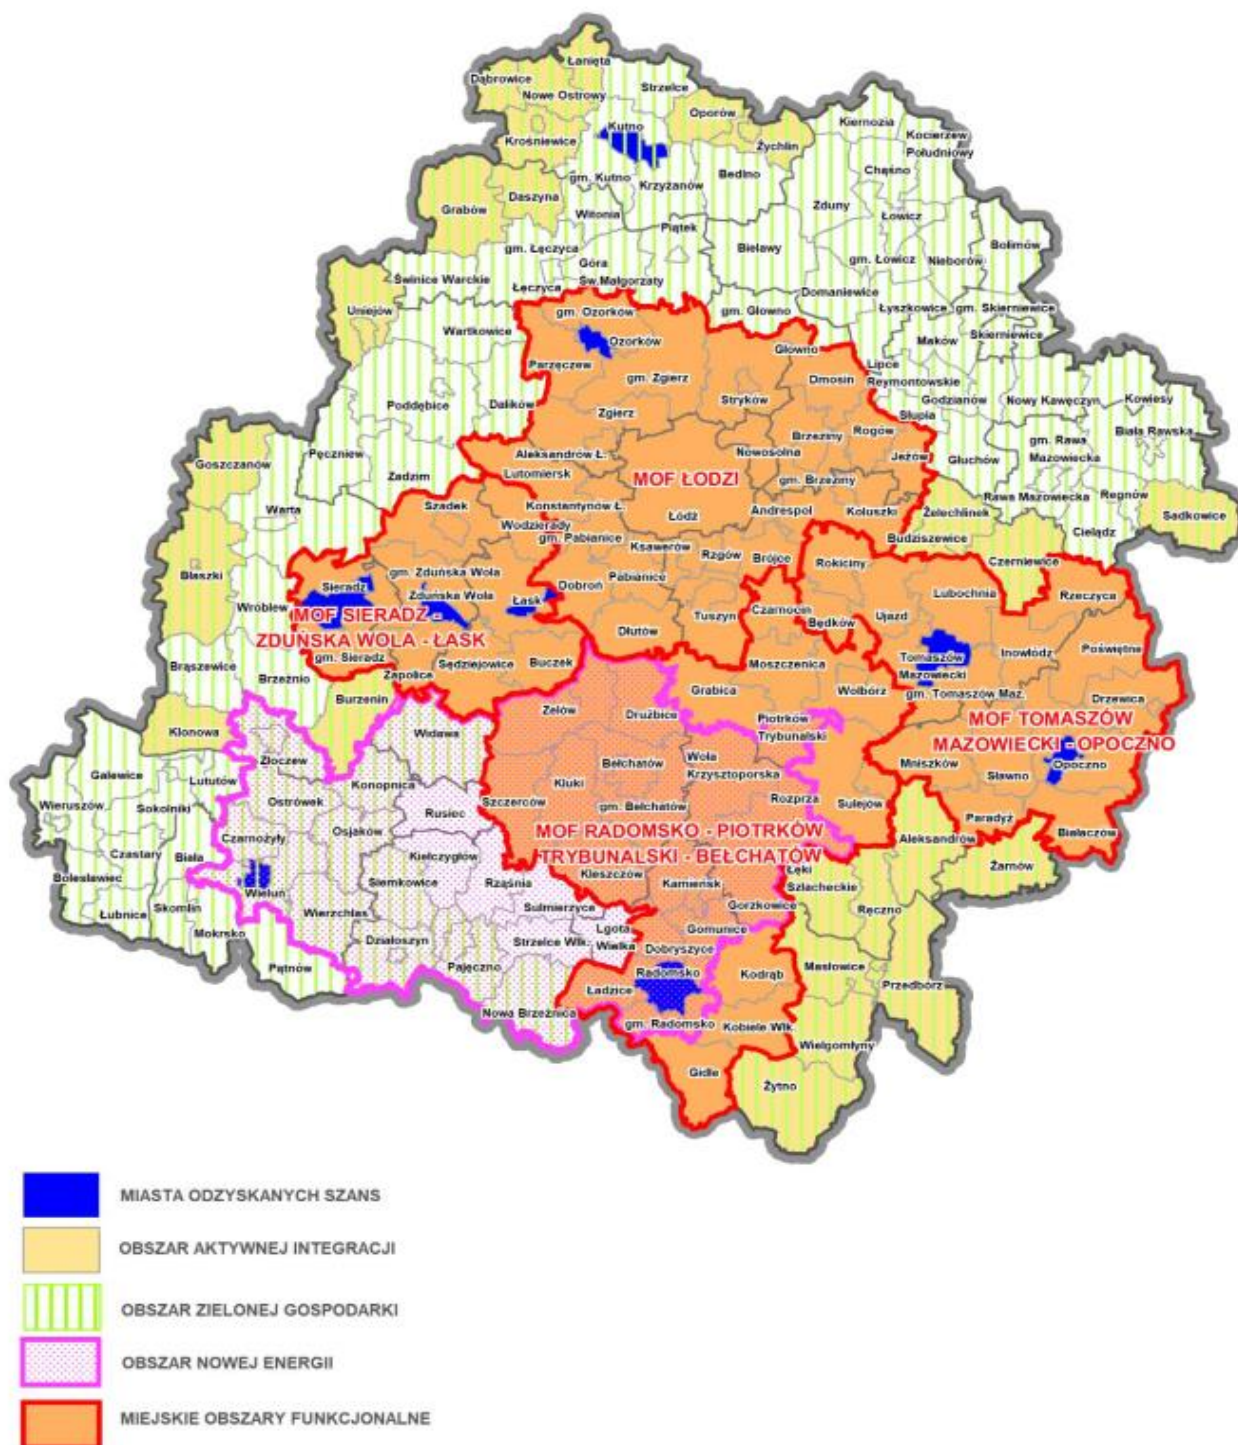 Łanięta
Dąbrowice
Nowe Ostrowy
Strzelce
Oporów
Kutno
Krośniewice
Żychlin
Kiernozia
Kocierzew
Południowy
Chąśno
Bedlno
gm. Kutno
Krzyżanów
Daszyna
Grabów
Witonia
Zduny
Łowicz
Piątek
Bielawy
Bolimów
gm. Łęczyca
Góra
Św.Małgorzaty
gm. Łowicz
Nieborów
Świnice Warckie
Łęczyca
Domaniewice
Uniejów
gm. Ozorków
gm. Głowno
Łyszkowice
gm. Skierniewice
Skierniewice
Wartkowice
Ozorków
Maków
Głowno
Parzęczew
gm. Zgierz
Dmosin
Lipce
Reymontowskie
Stryków
Godzianów
Nowy Kawęczyn
Kowiesy
Poddębice
Dalików
Zgierz
Słupia
Biała Rawska
Brzeziny
Rogów
gm. Rawa
Mazowiecka
Pęczniew
Aleksandrów Ł.
Nowosolna
Jeżów
Głuchów
Goszczanów
Zadzim
Lutomiersk
MOF ŁODZI
gm. Brzeziny
Rawa Mazowiecka
Regnów
Szadek
Konstantynów Ł.
Łódź
Andrespol
Koluszki
Żelechlinek
Sadkowice
Warta
Wodzierady
gm. Pabianice
Budziszewice
Cielądz
Ksawerów
Rzgów
Brójce
Rokiciny
Czerniewice
Błaszki
gm. Zduńska Wola
Sieradz
Zduńska Wola
Łask
Dobroń
Pabianice
Lubochnia
Rzeczyca
Wróblew
MOF SIERADZ -
ZDUŃSKA WOLA - ŁASK
Tuszyn
Czarnocin
Będków
Ujazd
Dłutów
Inowłódz
Poświętne
gm. Sieradz
Sędziejowice
Buczek
Moszczenica
Tomaszów
Mazowiecki
Brąszewice
Brzeźnio
Zapolice
Grabica
Wolbórz
gm. Tomaszów Maz.
Drzewica
Burzenin
Zelów
Drużbice
Piotrków
Trybunalski
MOF TOMASZÓW
MAZOWIECKI - OPOCZNO
Klonowa
Widawa
Złoczew
Bełchatów
Wola
Krzysztoporska
Mniszków
Sławno
Opoczno
Galewice
Lututów
Konopnica
Kluki
Wieruszów
Sokolniki
Ostrówek
Rusiec
Szczerców
gm. Bełchatów
Rozprza
Sulejów
Paradyż
Czarnożyły
Osjaków
MOF RADOMSKO - PIOTRKÓW
TRYBUNALSKI - BEŁCHATÓW
Aleksandrów
Białaczów
Czastary
Biała
Kiełczygłów
Żarnów
Bolesławiec
Wieluń
Siemkowice
Rząśnia
Kleszczów
Kamieńsk
Łęki
Szlacheckie
Łubnice
Skomlin
Wierzchlas
Sulmierzyce
Gorzkowice
Ręczno
Mokrsko
Działoszyn
Strzelce Wlk.
Lgota
Wielka
Gomunice
Dobryszyce
Pątnów
Pajęczno
Radomsko
Kodrąb
Masłowice
Przedbórz
Ładzice
Nowa Brzeźnica
gm. Radomsko
Kobiele Wlk.
Wielgomłyny
Gidle
Żytno
MIASTA ODZYSKANYCH SZANS
OBSZAR AKTYWNEJ INTEGRACJI
OBSZAR ZIELONEJ GOSPODARKI
OBSZAR NOWEJ ENERGII
MIEJSKIE OBSZARY FUNKCJONALNE